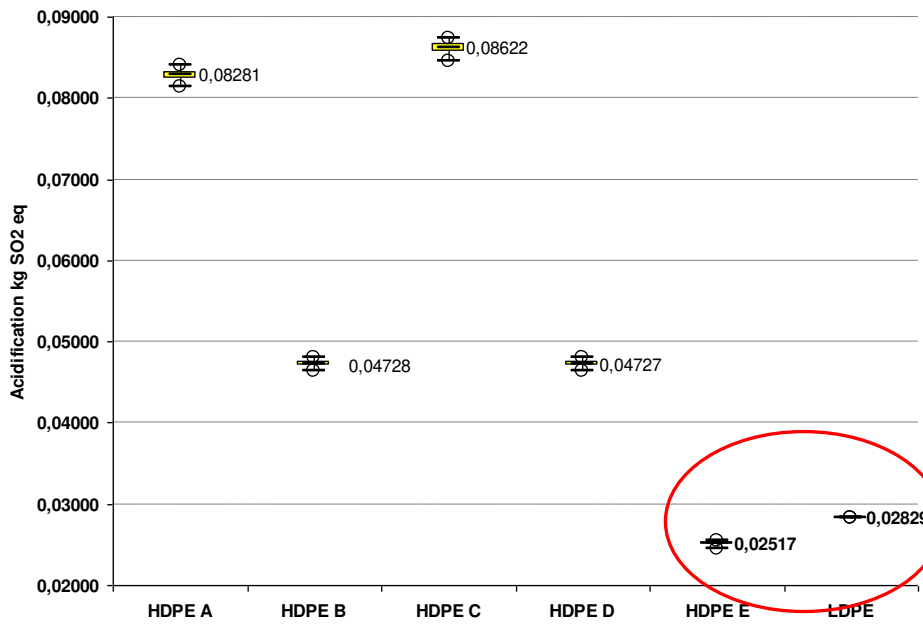 Acidification kg SO2 eq
0,09000
0,08000
0,07000
0,06000
0,05000
0,04000
0,03000
0,02000
0,08281
0,04728
0,08622
0,04727
0,02517
0,02829
HDPE A
HDPE B
HDPE C
HDPE D
HDPE E
LDPE